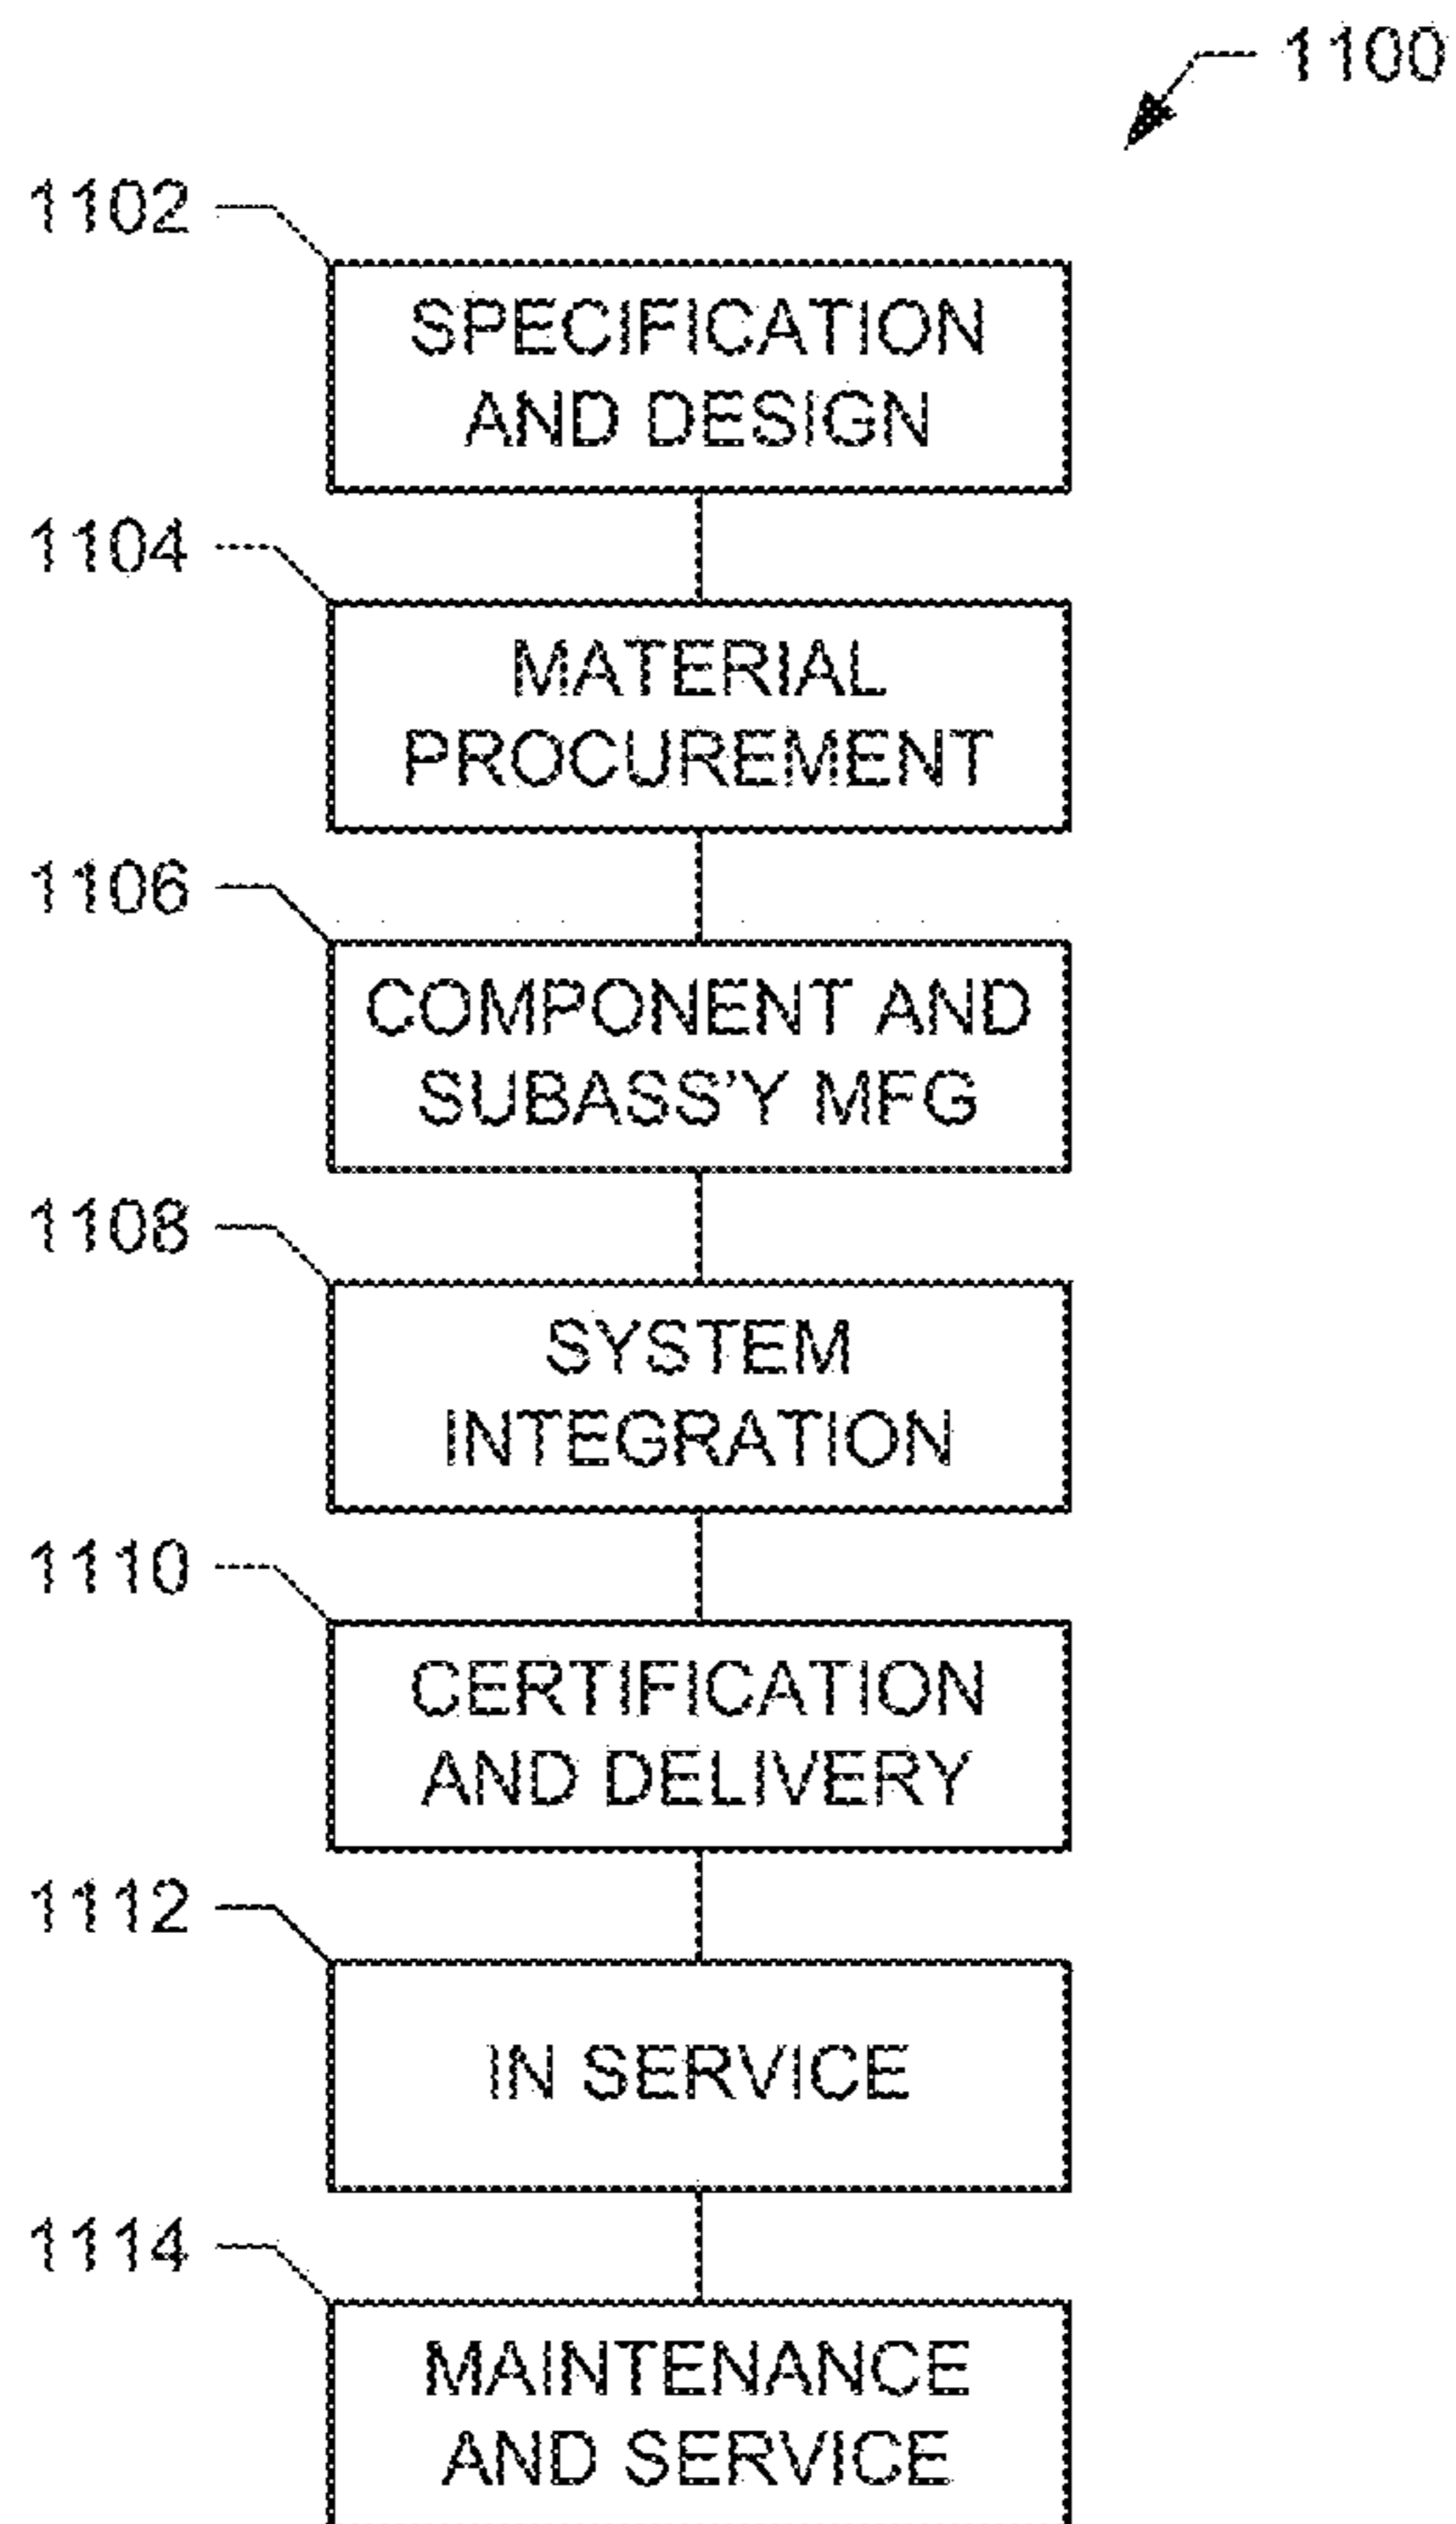 1100
1102
SPECIFICATION
AND DESIGN
1104
MATERIAL
PROCUREMENT
1106
COMPONENT AND
SUBASS'Y MFG
1108
SYSTEM
INTEGRATION
1110
CERTIFICATION
AND DELIVERY
1112
IN SERVICE
1114
MAINTENANCE
AND SERVICE